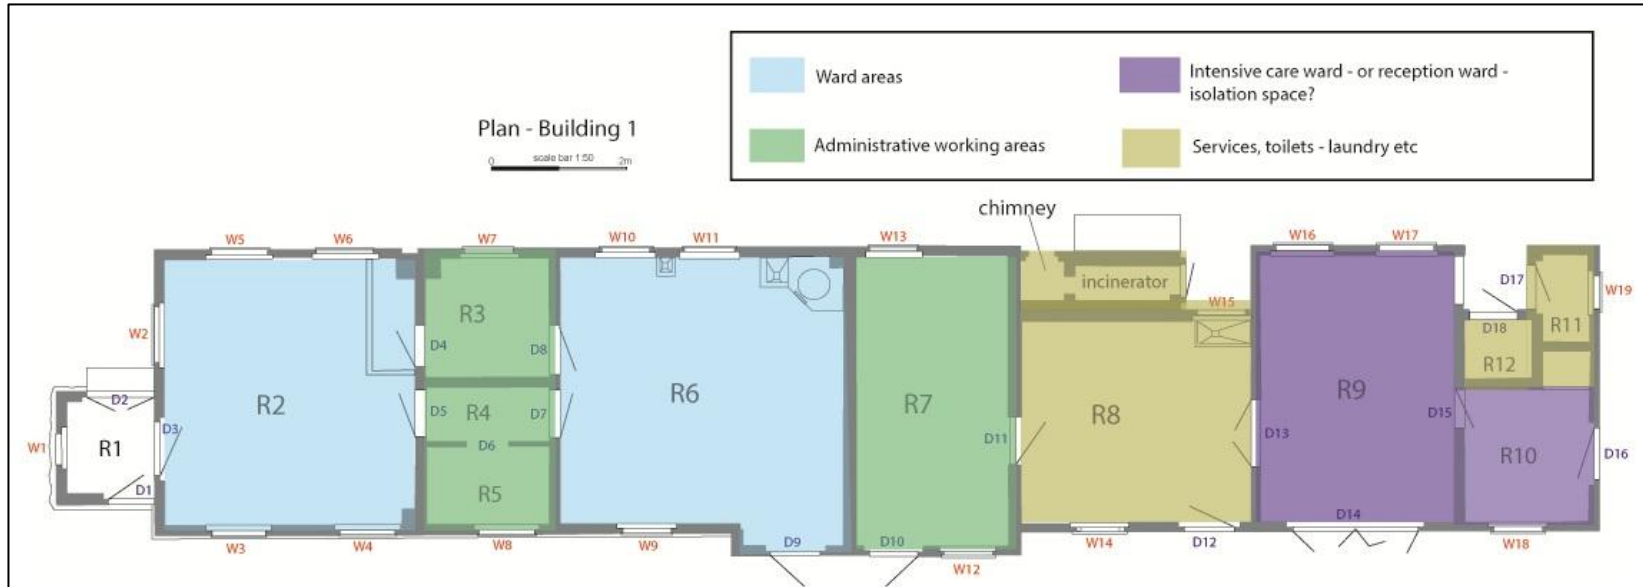 Ward areas
Intensive care ward - or reception ward -
isolation space?
Plan - Building 1
scale bar 1:50
0 2m
Administrative working areas
Services, toilets - laundry etc
chimney
W5 W6 W7 W10 W11 W13 W16 W17
incinerator
D17
W19
W2
R3
W15
D4
D8
D18
R11
R12
D2
R2
R6
R7
R8
R9
D3
D5
R4
D7
D11
D13
D15
W1
R1
D6
R10
D16
D1
R5
D14
W3 W4 W8 W9
D9
D10
W12
W14
D12
W18